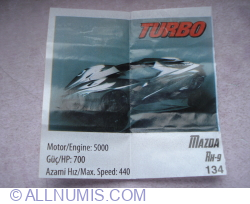 TURBO
Motor/Engine: 5000
Güç/HP: 700
Azami Hız/Max. Speed: 440
MAZDA
RX-9
134
© ALLNUMIS.COM